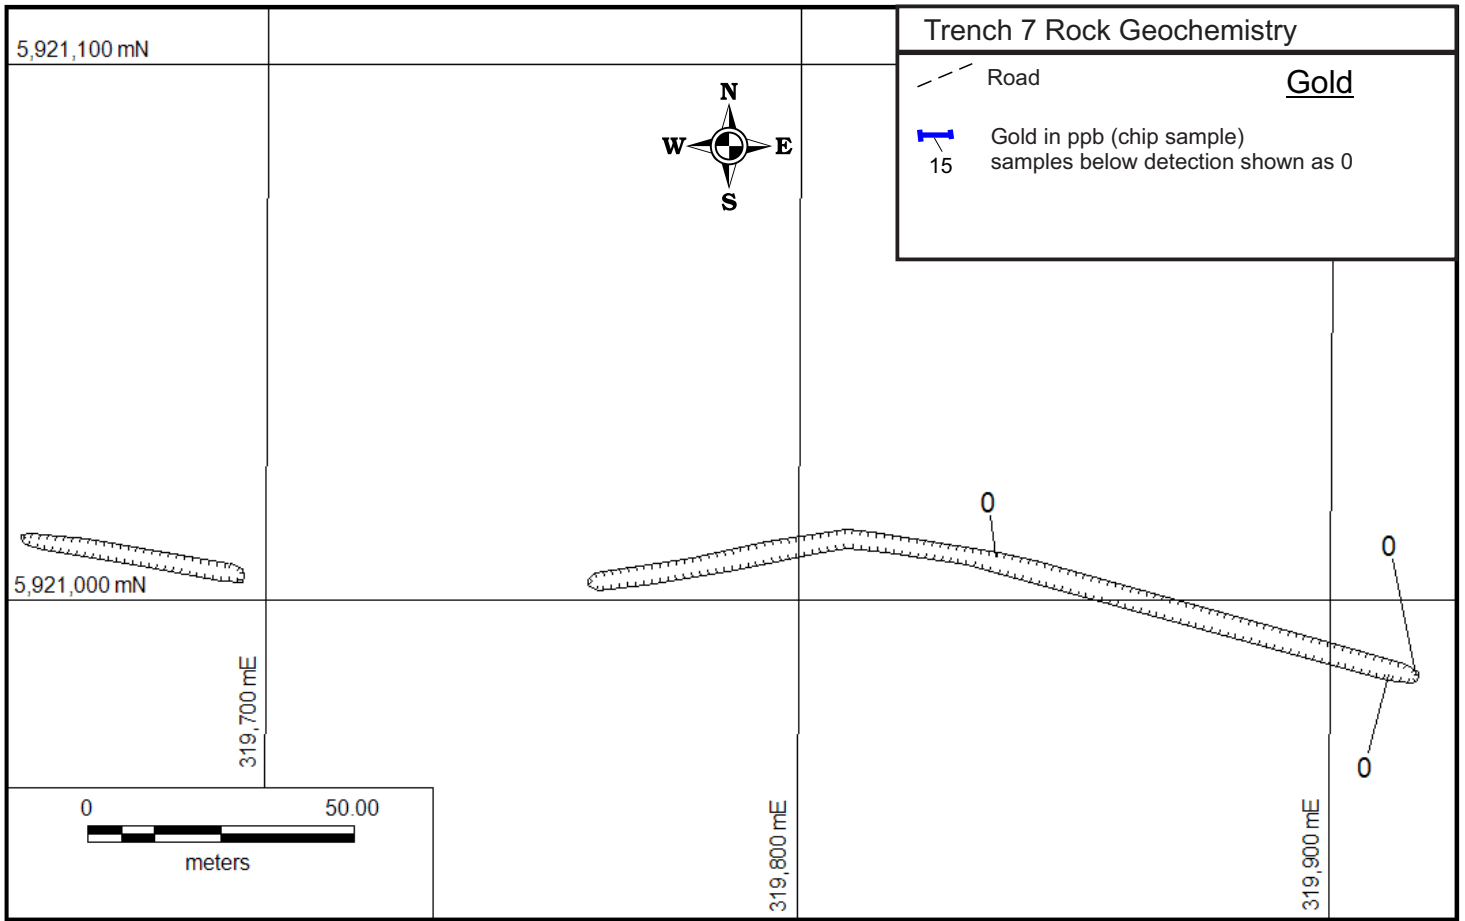 Trench 7 Rock Geochemistry
Road
Gold
Gold in ppb (chip sample)
samples below detection shown as 0
15
5,921,100 mN
N
W
E
S
0
0
5,921,000 mN
319,700 mE
0
0
50.00
meters
319,800 mE
319,900 mE